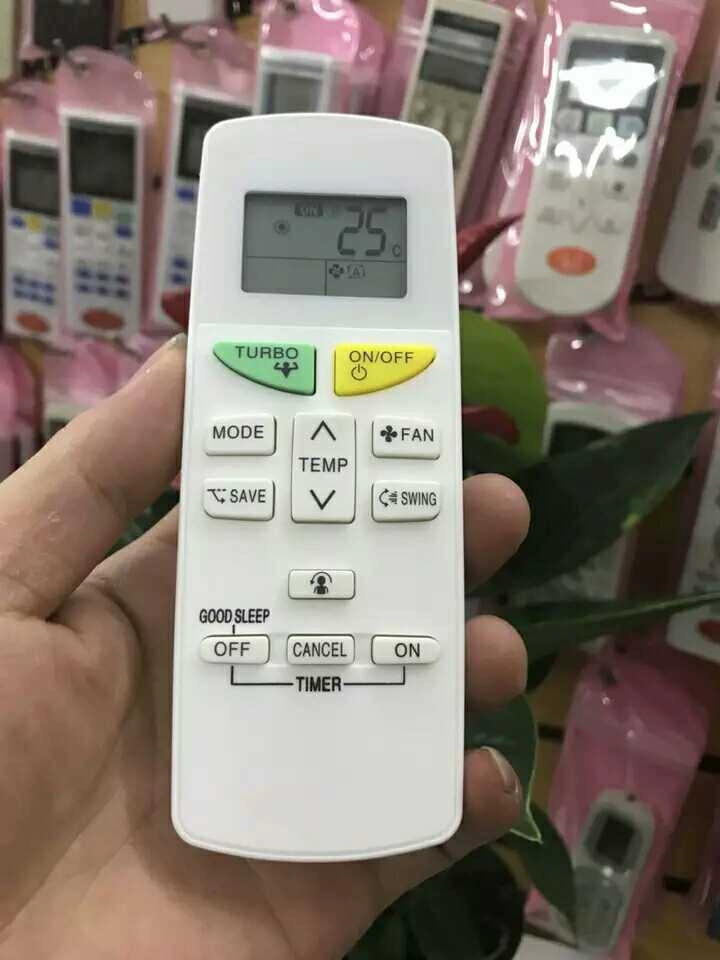 ON
25 C
A
TURBO
ON/OFF
MODE
TEMP
FAN
SAVE
SWING
GOOD SLEEP
OFF
CANCEL
ON
TIMER